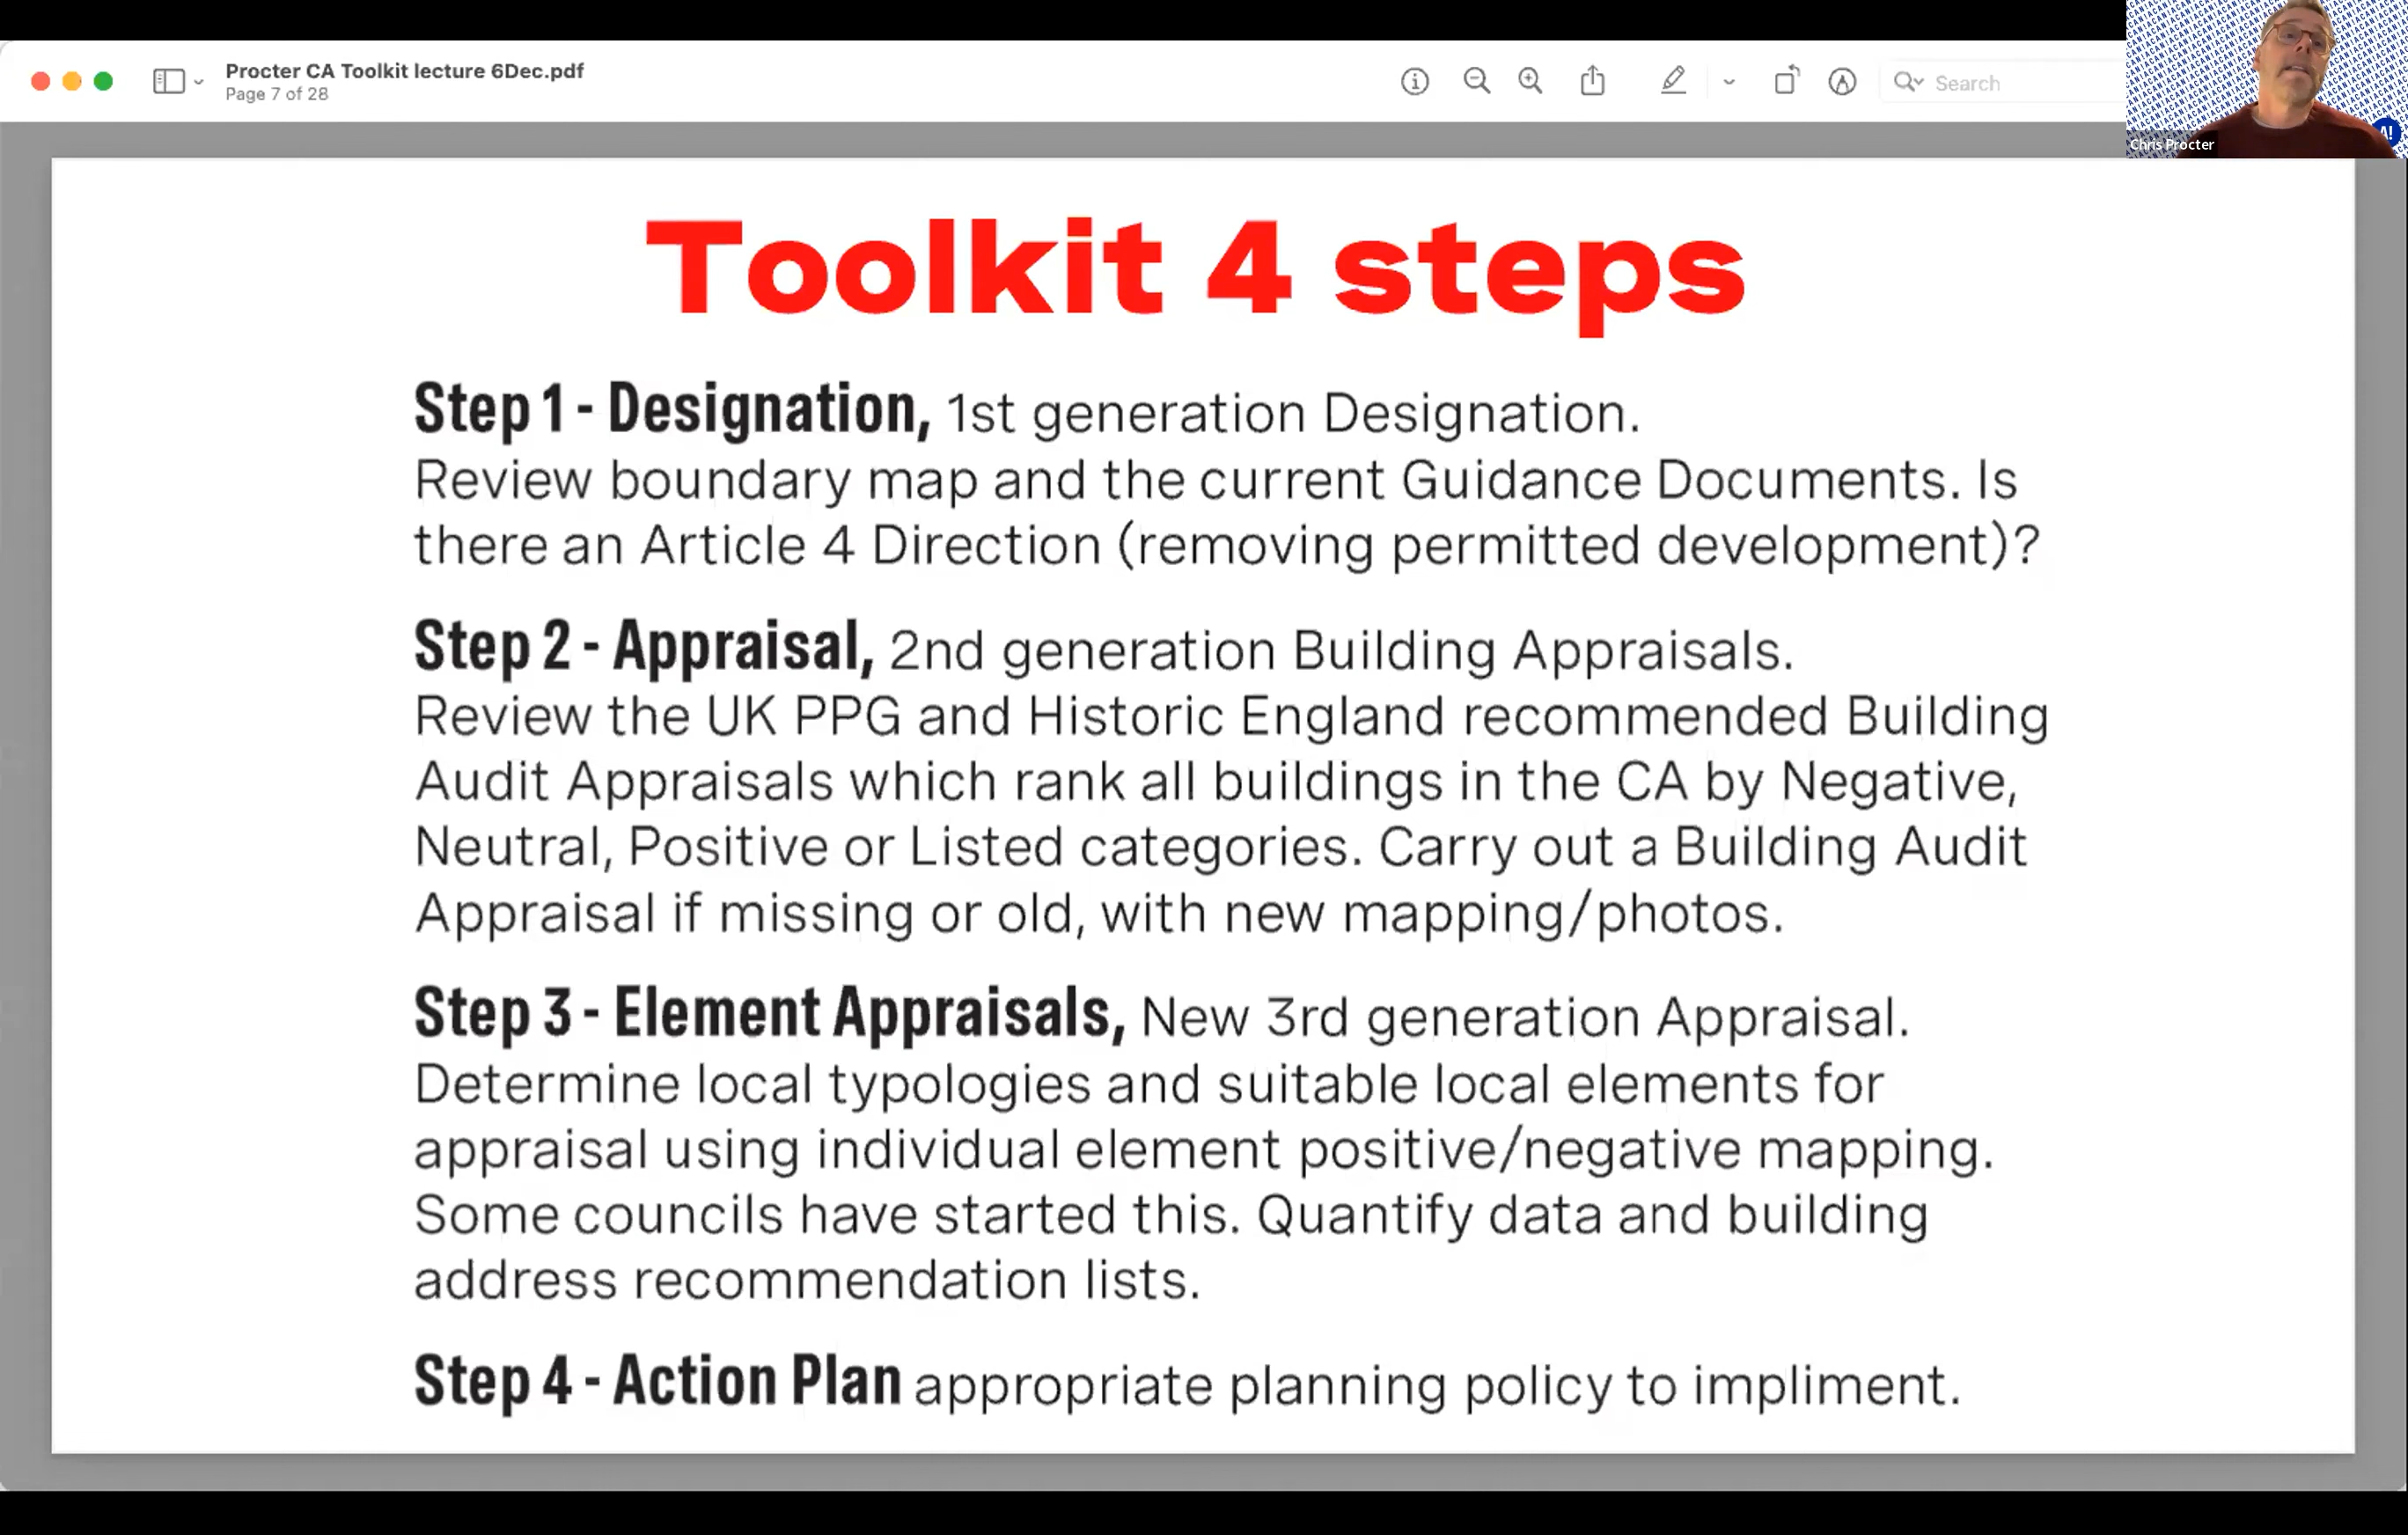 Procter CA Toolkit lecture 6Dec.pdf
Page 7 of 28
Search
Chris Procter
A!
Toolkit 4 steps
Step 1 - Designation, 1st generation Designation.
Review boundary map and the current Guidance Documents. Is
there an Article 4 Direction (removing permitted development)?
Step 2 - Appraisal, 2nd generation Building Appraisals.
Review the UK PPG and Historic England recommended Building
Audit Appraisals which rank all buildings in the CA by Negative,
Neutral, Positive or Listed categories. Carry out a Building Audit
Appraisal if missing or old, with new mapping/photos.
Step 3 - Element Appraisals, New 3rd generation Appraisal.
Determine local typologies and suitable local elements for
appraisal using individual element positive/negative mapping.
Some councils have started this. Quantify data and building
address recommendation lists.
Step 4 - Action Plan appropriate planning policy to impliment.